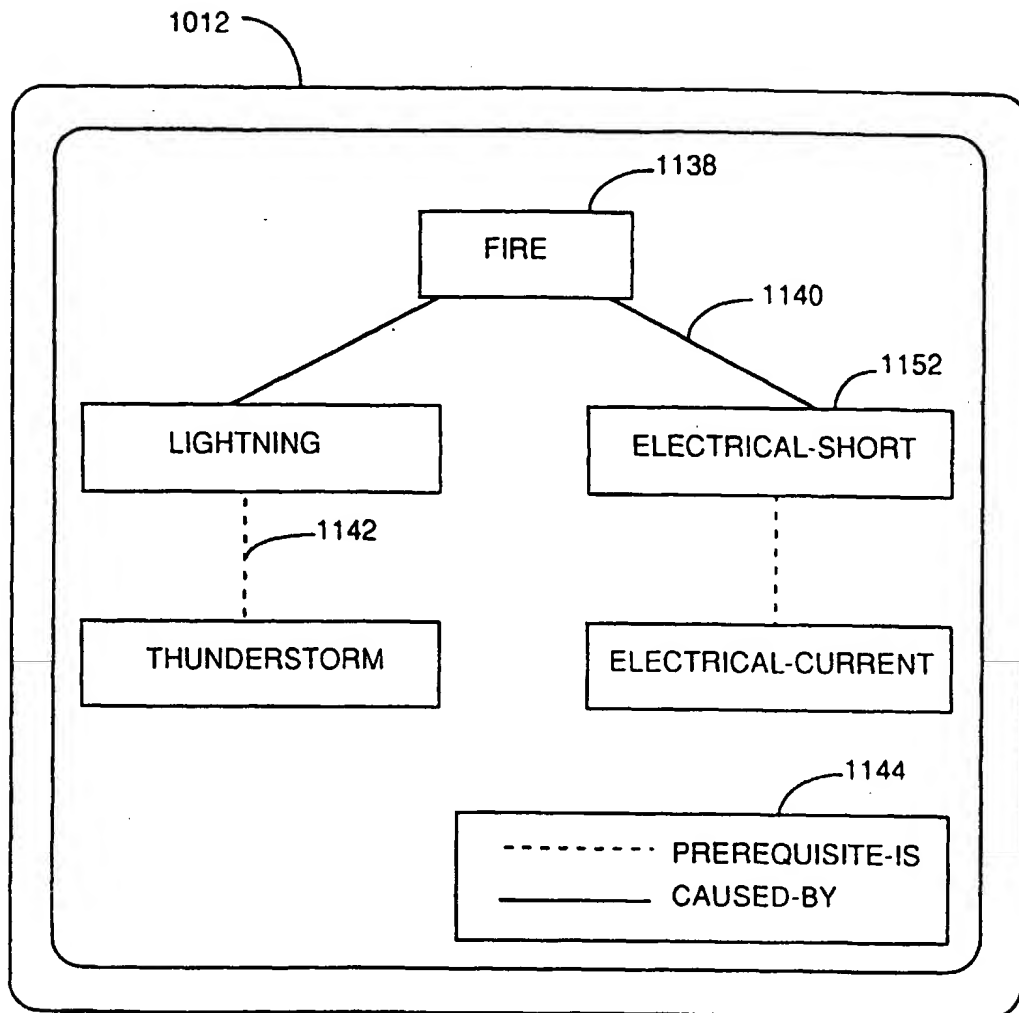 1012
1138
FIRE
1140
1152
LIGHTNING
ELECTRICAL-SHORT
1142
THUNDERSTORM
ELECTRICAL-CURRENT
1144
PREREQUISITE-IS
CAUSED-BY